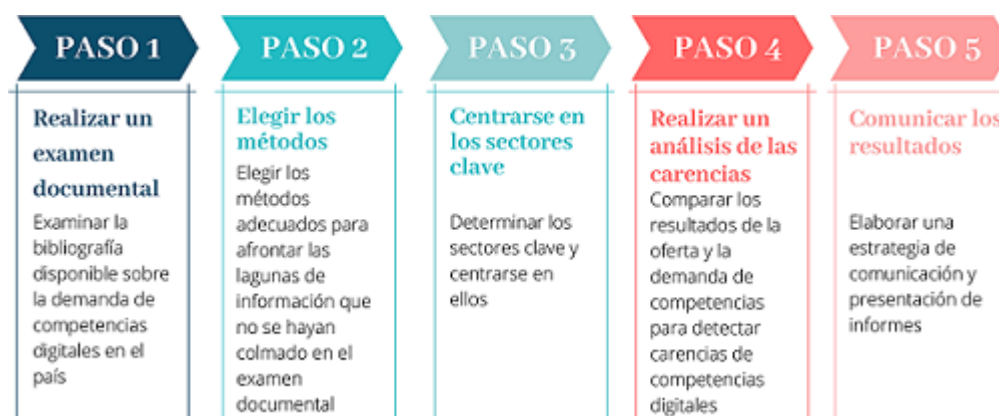 PASO 1
Realizar un
examen
documental
Examinar la
bibliografía
disponible sobre
la demanda de
competencias
digitales en el
país
PASO 2
Elegir los
métodos
Elegir los
métodos
adecuados para
afrontar las
lagunas de
información que
no se hayan
colmado en el
examen
documental
PASO 3
Centrarse en
los sectores
clave
Determinar los
sectores clave y
centrarse en
ellos
PASO 4
Realizar un
análisis de las
carencias
Comparar los
resultados de la
oferta y la
demanda de
competencias
para detectar
carencias de
competencias
digitales
PASO 5
Comunicar los
resultados
Elaborar una
estrategia de
comunicación y
presentación de
informes